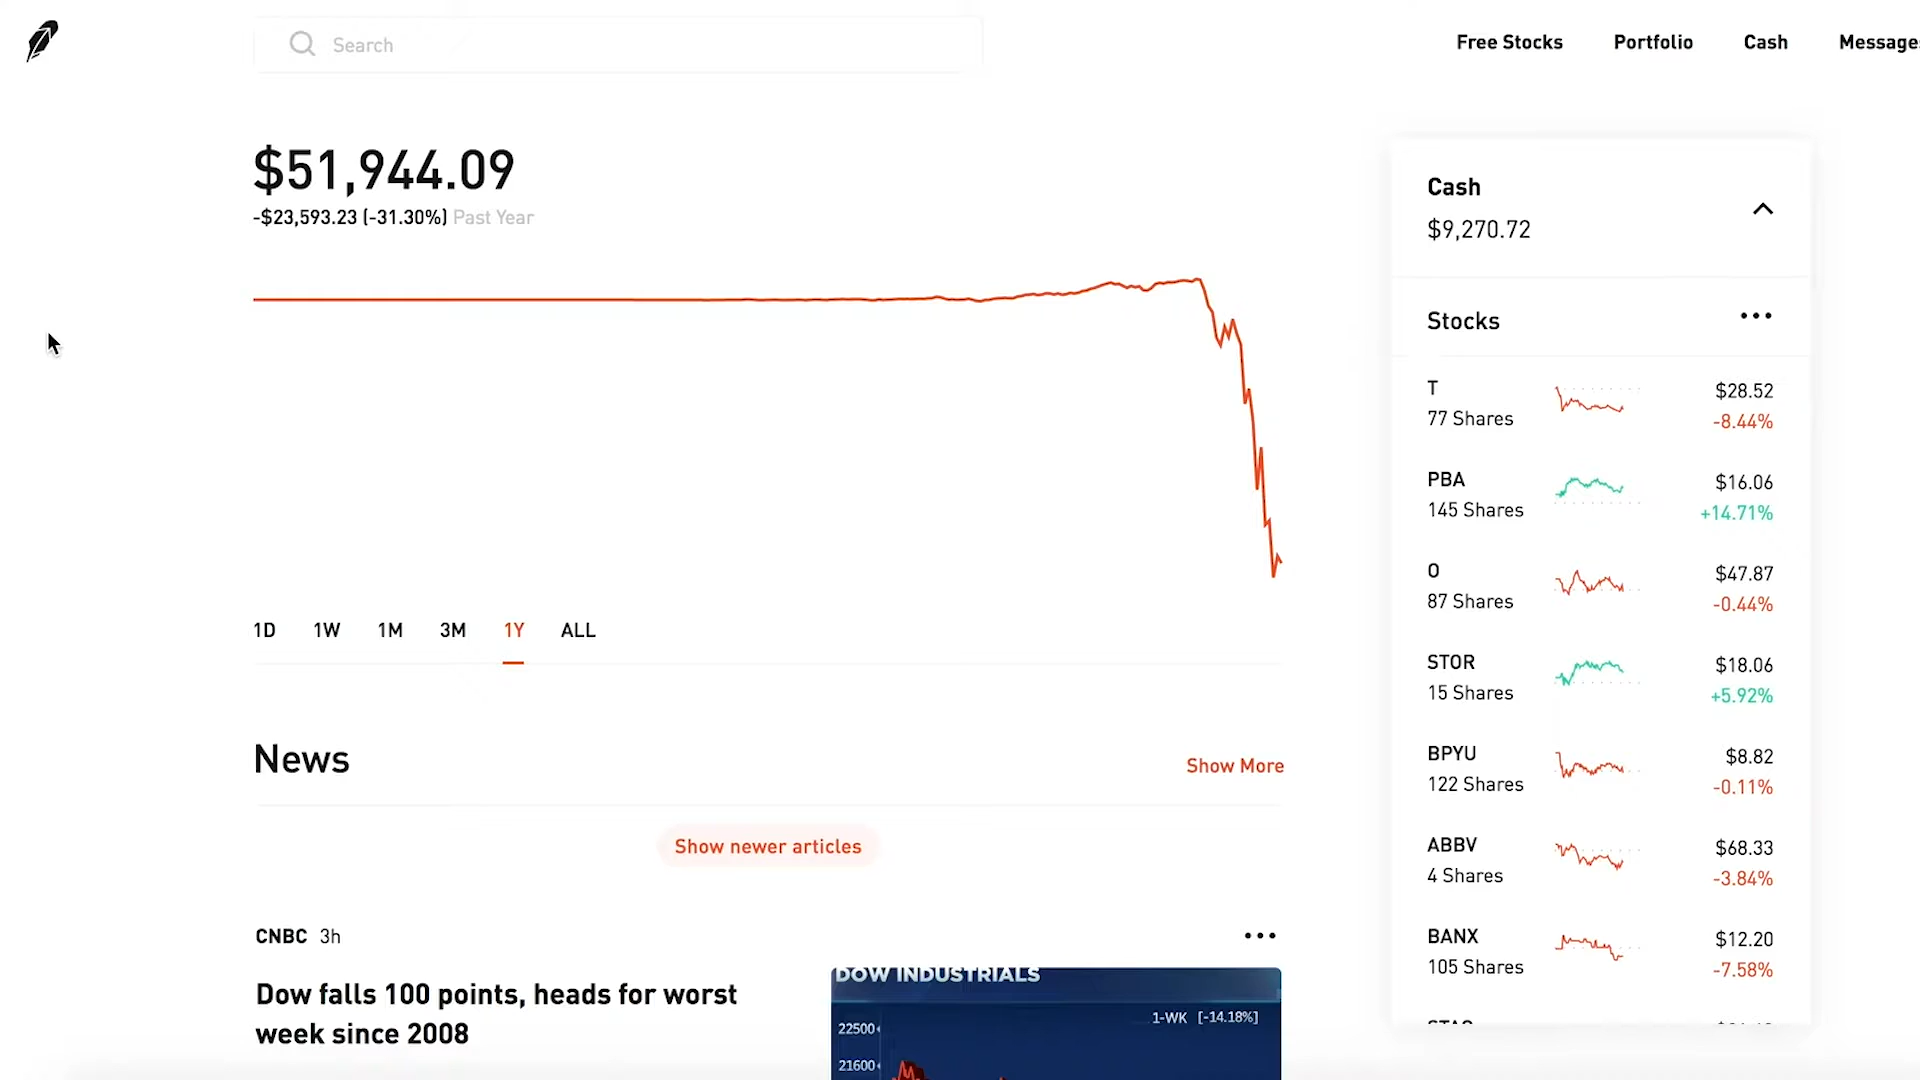 Search
Free Stocks
Portfolio
Cash
Messages
$51,944.09
-$23,593.23 (-31.30%) Past Year
1D
1W
1M
3M
1Y
ALL
News
Show More
Show newer articles
CNBC 3h
Dow falls 100 points, heads for worst
week since 2008
DOW INDUSTRIALS
1-WK [-14.18%]
22500
21600
Cash
$9,270.72
Stocks
T
$28.52
77 Shares
-8.44%
PBA
$16.06
145 Shares
+14.71%
O
$47.87
87 Shares
-0.44%
STOR
$18.06
15 Shares
+5.92%
BPYU
$8.82
122 Shares
-0.11%
ABBV
$68.33
4 Shares
-3.84%
BANX
$12.20
105 Shares
-7.58%